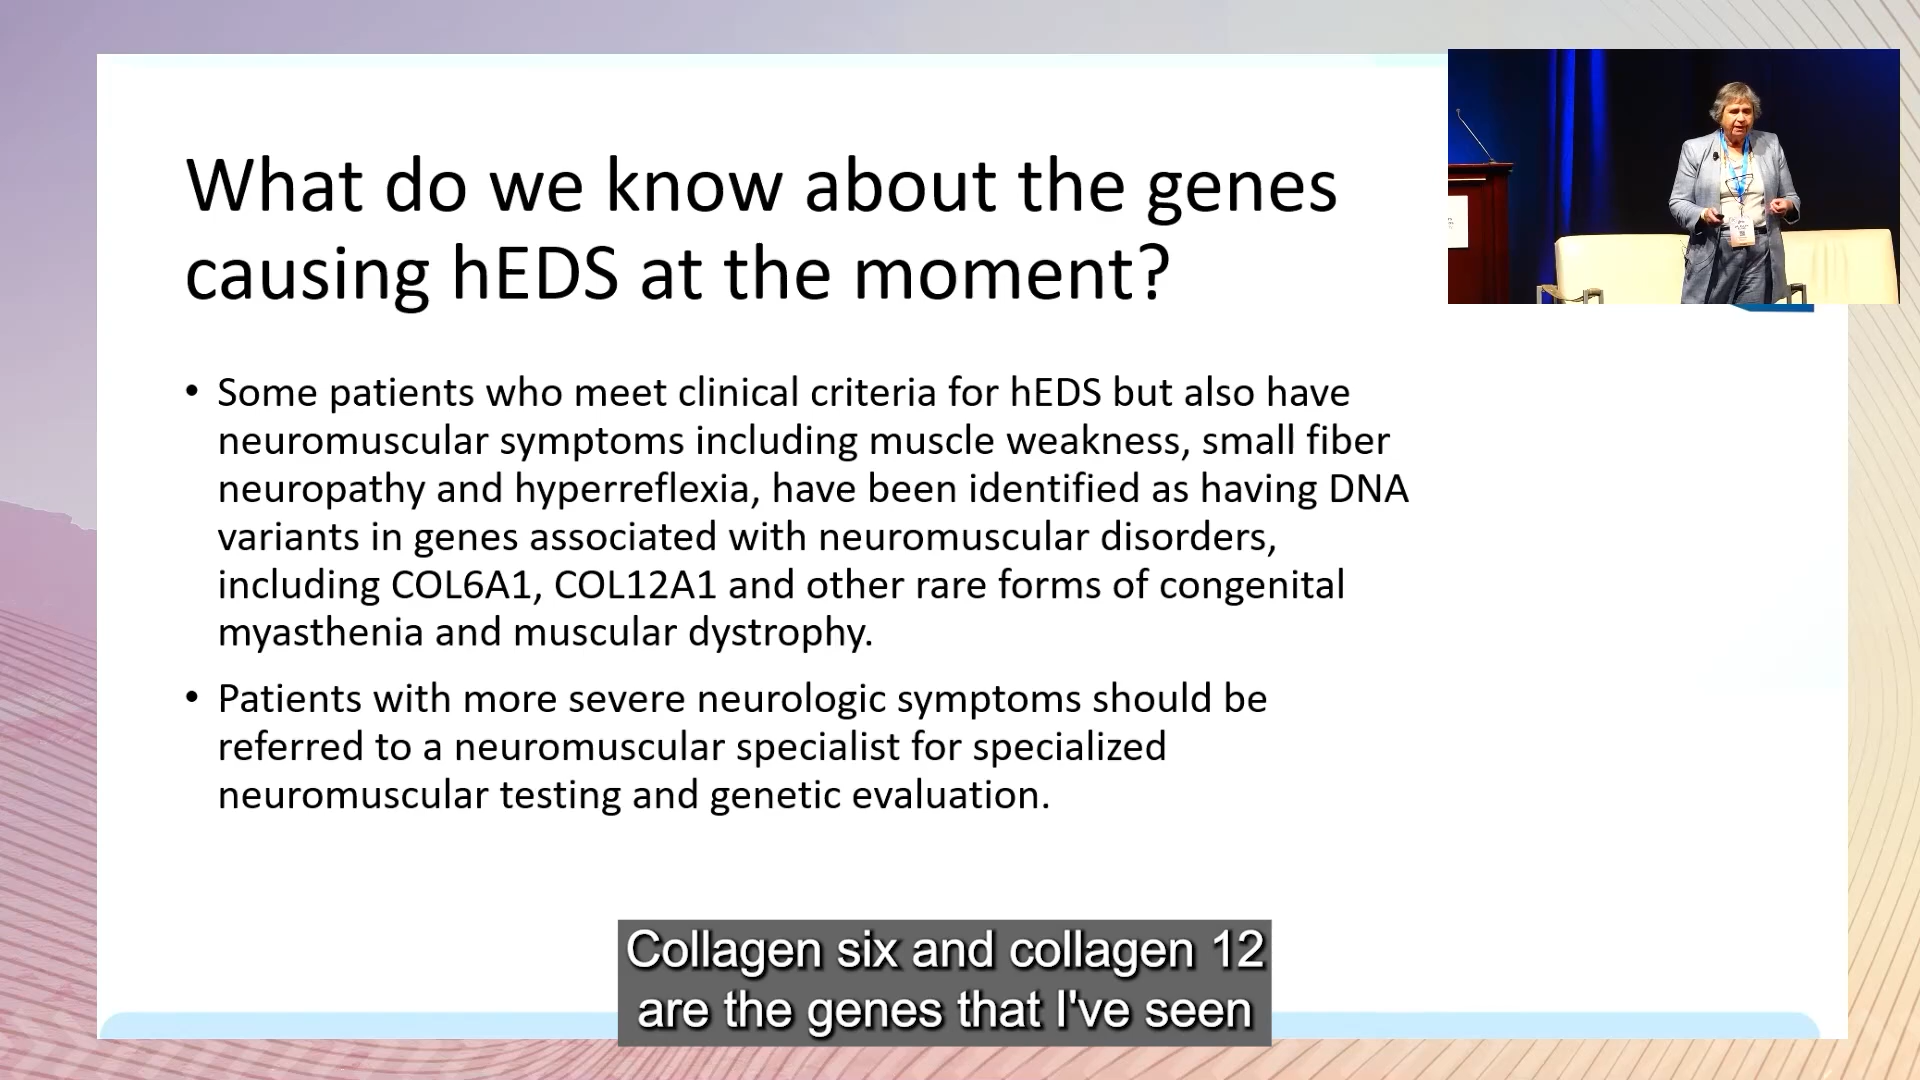 What do we know about the genes
causing hEDS at the moment?
• Some patients who meet clinical criteria for hEDS but also have
neuromuscular symptoms including muscle weakness, small fiber
neuropathy and hyperreflexia, have been identified as having DNA
variants in genes associated with neuromuscular disorders,
including COL6A1, COL12A1 and other rare forms of congenital
myasthenia and muscular dystrophy.
• Patients with more severe neurologic symptoms should be
referred to a neuromuscular specialist for specialized
neuromuscular testing and genetic evaluation.
Collagen six and collagen 12
are the genes that I've seen